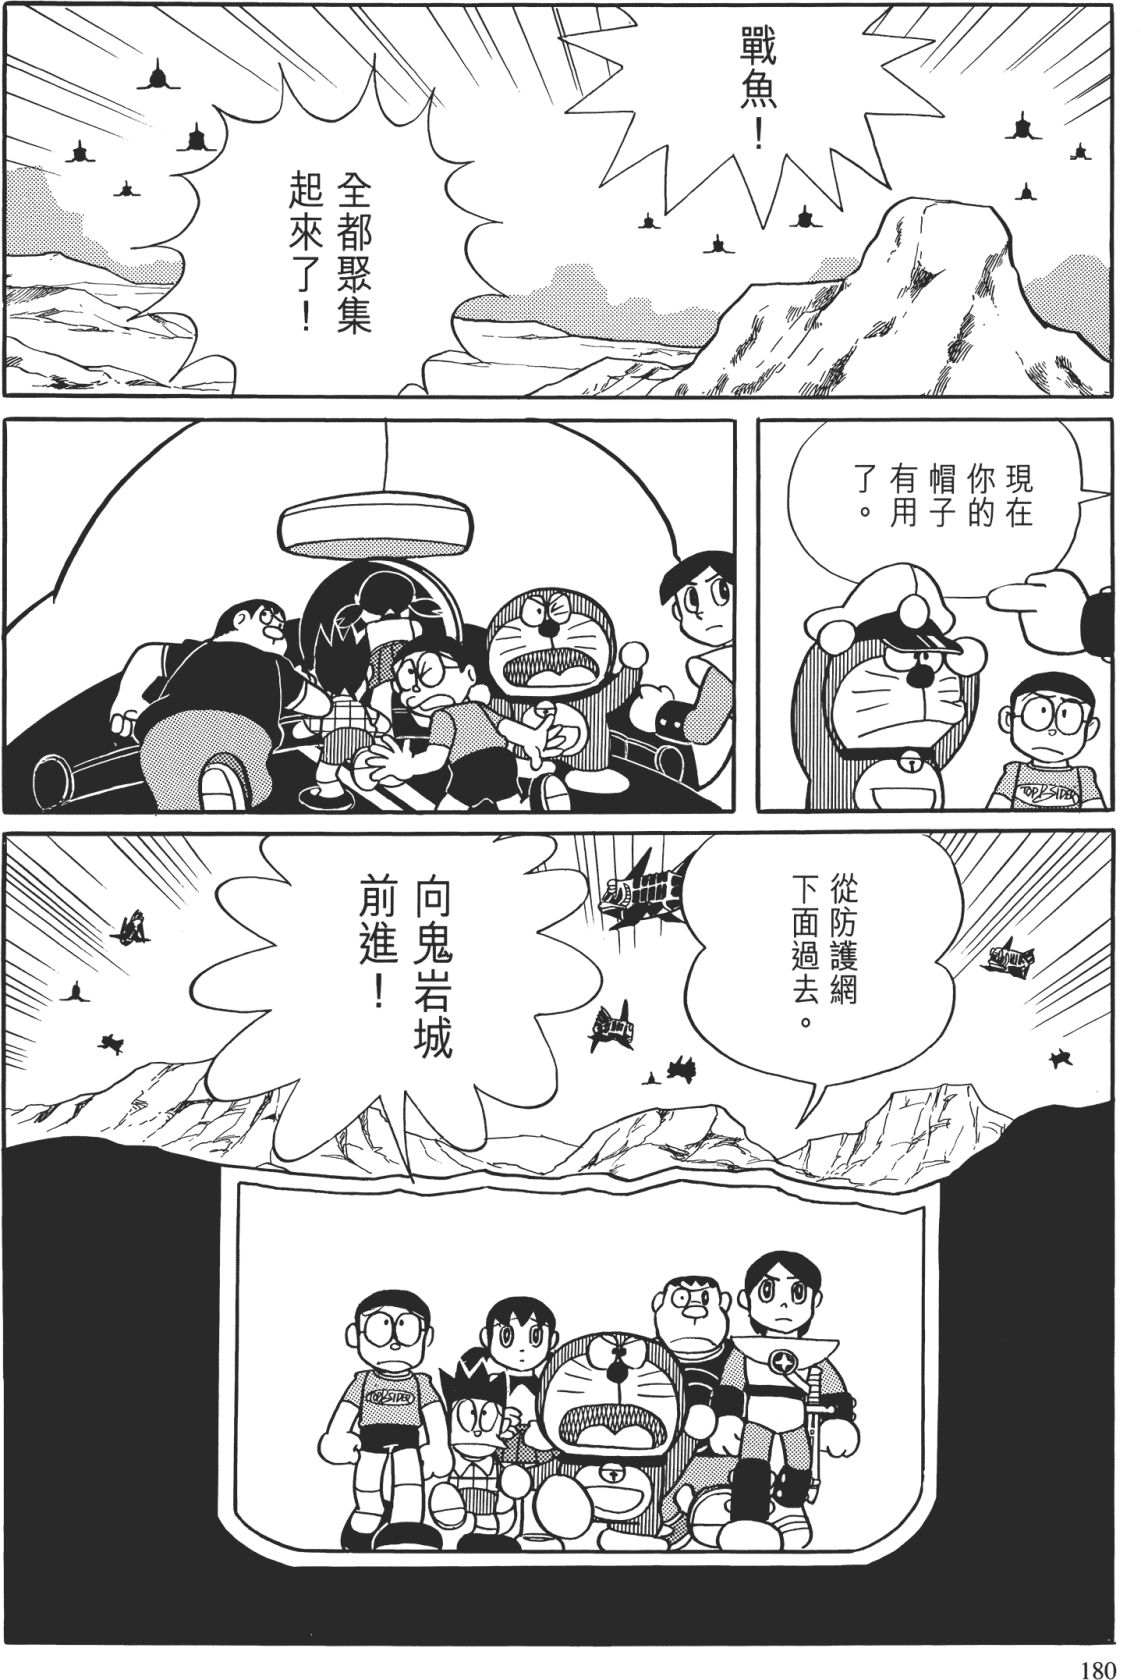 戰魚！
全都聚集
起來了！
現在
你的
帽子
有用
了。
TOP SIDER
從防護網
下面過去。
向鬼岩城
前進！
TOP SIDER
180